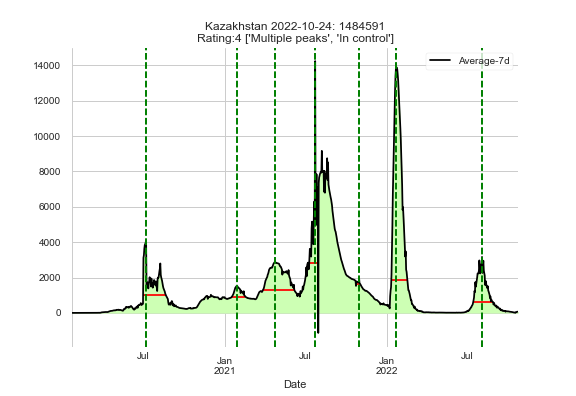 Kazakhstan 2022-10-24: 1484591
Rating:4 ['Multiple peaks', 'In control']
Average-7d
14000
12000
10000
8000
6000
4000
2000
0
Jul
Jan
2021
Jul
Jan
2022
Jul
Date